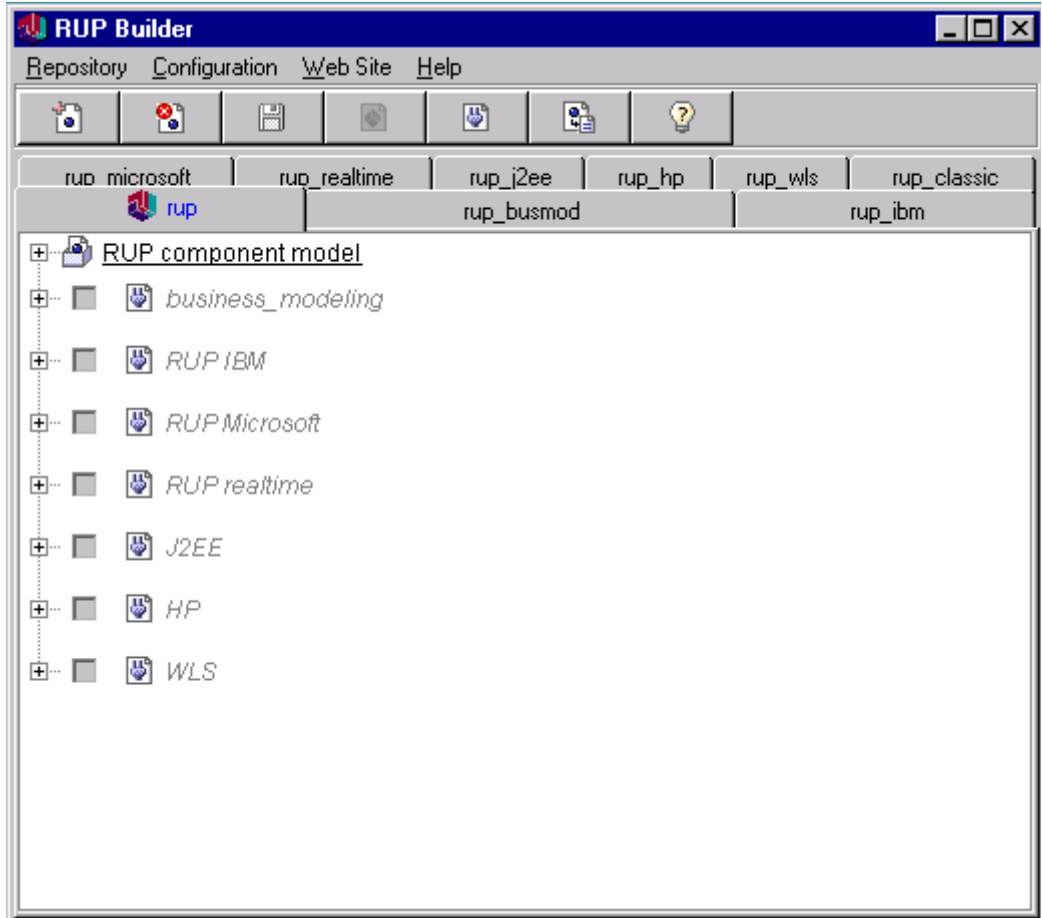 RUP Builder
Repository Configuration Web Site Help
rup_microsoft rup_realtime rup_j2ee rup_hp rup_wls rup_classic
rup rup_busmod rup_ibm
RUP component model
business_modeling
RUP IBM
RUP Microsoft
RUP realtime
J2EE
HP
WLS